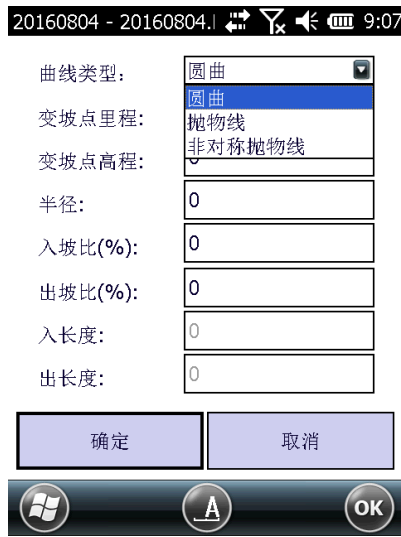 20160804 - 20160804.l 9:07
曲线类型: 圆曲
圆曲
变坡点里程: 抛物线
非对称抛物线
变坡点高程: 0
半径: 0
入坡比(%): 0
出坡比(%): 0
入长度: 0
出长度: 0
确定 取消
A OK